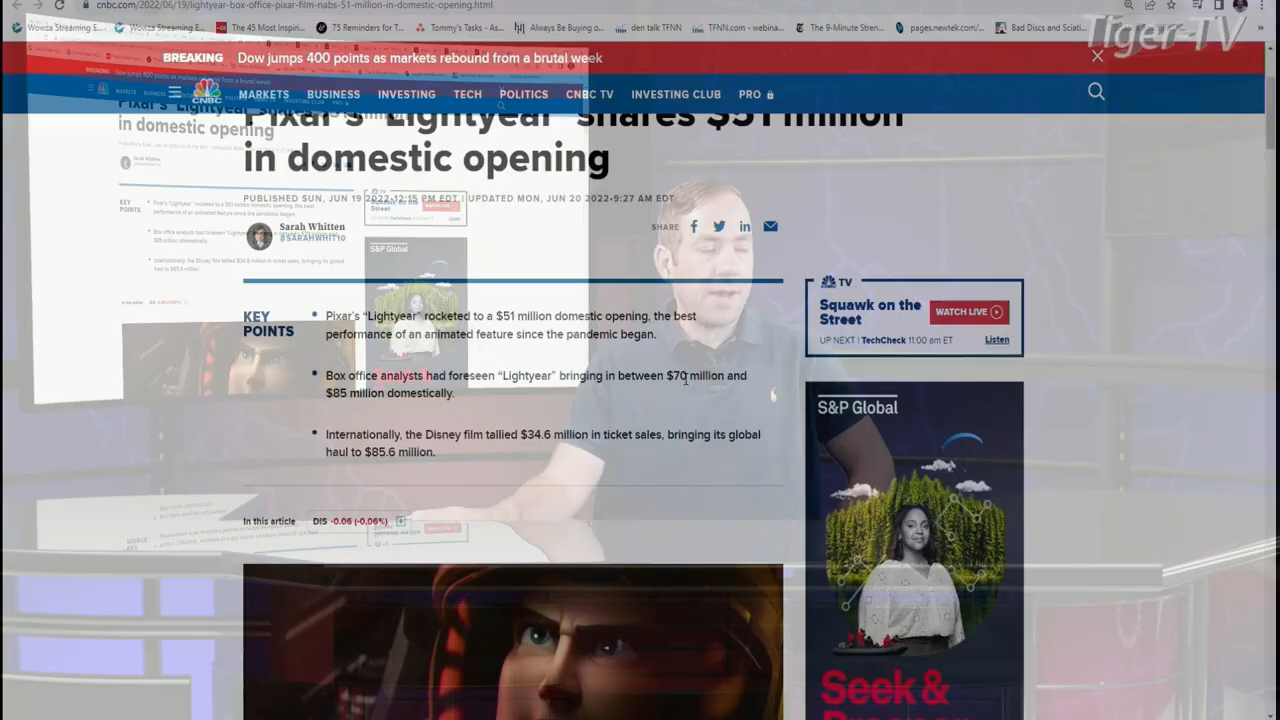 cnbc.com/2022/06/19/lightyear-box-office-pixar-film-nabs-51-million-in-domestic-opening.html
Wowza Streaming E... Wowza Streaming E... The 45 Most Inspiri... 75 Reminders for T... Tommy's Tasks - As... Always Be Buying o... den talk TFNN TFNN.com - webina... The 9-Minute Stren... pages.newtek.com/... Bad Discs and Sciati...
Tiger-TV
BREAKING Dow jumps 400 points as markets rebound from a brutal week
CNBC MARKETS BUSINESS INVESTING TECH POLITICS CNBC TV INVESTING CLUB PRO
Pixar's 'Lightyear' snares $51 million
in domestic opening
PUBLISHED SUN, JUN 19 2022•12:15 PM EDT | UPDATED MON, JUN 20 2022•9:27 AM EDT
Sarah Whitten
@SARAHWHIT10
SHARE
KEY
POINTS
Pixar's "Lightyear" rocketed to a $51 million domestic opening, the best
performance of an animated feature since the pandemic began.
Box office analysts had foreseen "Lightyear" bringing in between $70 million and
$85 million domestically.
Internationally, the Disney film tallied $34.6 million in ticket sales, bringing its global
haul to $85.6 million.
In this article DIS -0.06 (-0.06%)
TV
Squawk on the
Street
WATCH LIVE
UP NEXT | TechCheck 11:00 am ET
Listen
S&P Global
Seek &
in domestic opening
KEY
POINTS
S&P Global